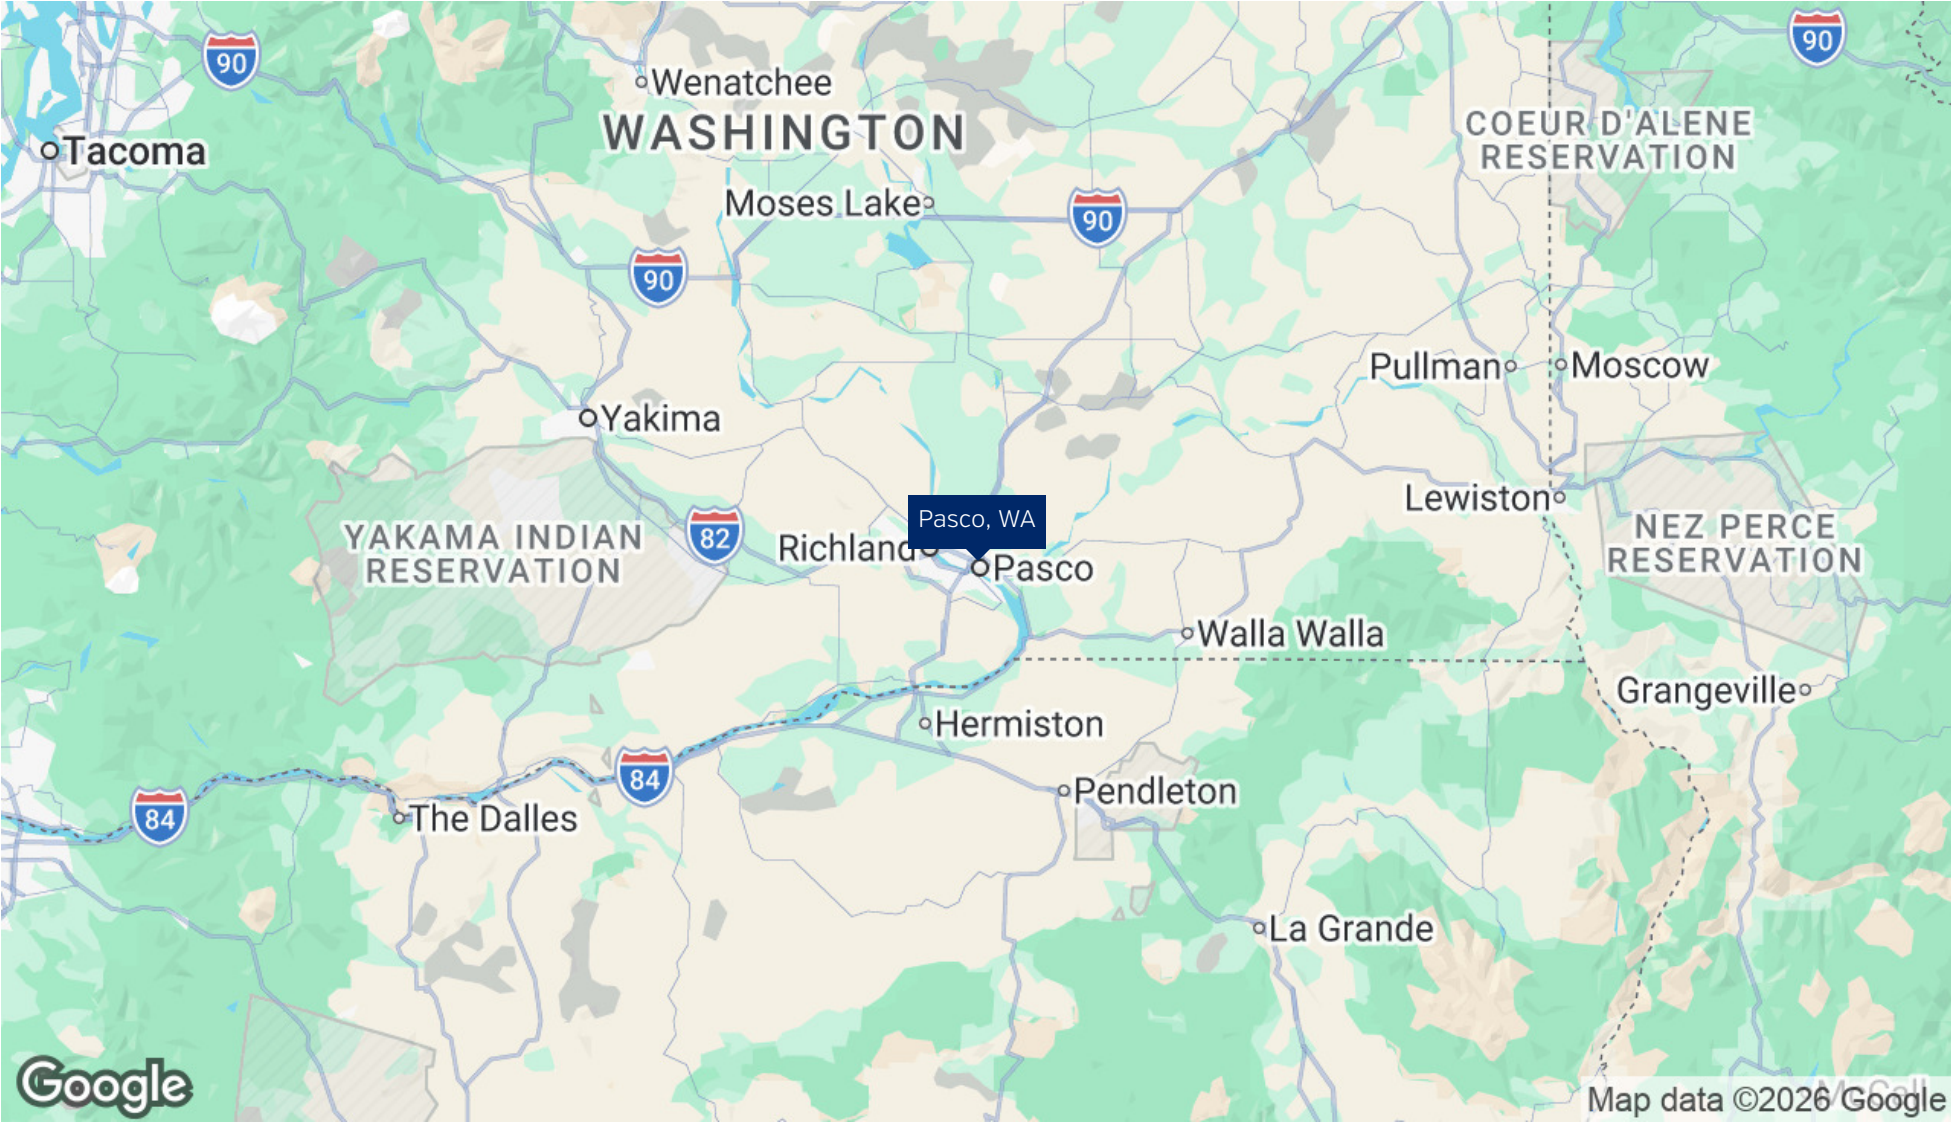 90
90
Wenatchee
WASHINGTON
COEUR D'ALENE
RESERVATION
Tacoma
Moses Lake
90
90
Pullman
Moscow
Yakima
Lewiston
Pasco, WA
YAKAMA INDIAN
RESERVATION
82
Richland
Pasco
NEZ PERCE
RESERVATION
Walla Walla
Grangeville
Hermiston
84
Pendleton
84
The Dalles
La Grande
Google
McCall
Map data ©2026 Google